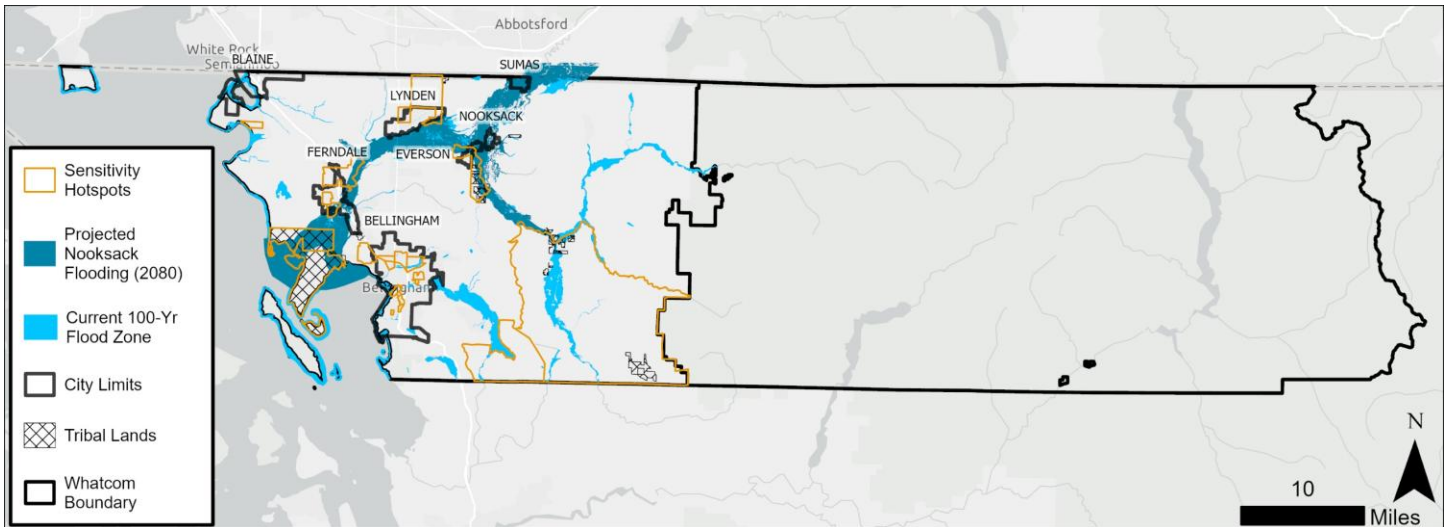 Abbotsford
White Rock
BLAINE
SUMAS
LYNDEN
NOOKSACK
FERNDALE
EVERSON
BELLINGHAM
Sensitivity
Hotspots
Projected
Nooksack
Flooding (2080)
Current 100-Yr
Flood Zone
City Limits
Tribal Lands
Whatcom
Boundary
N
10
Miles